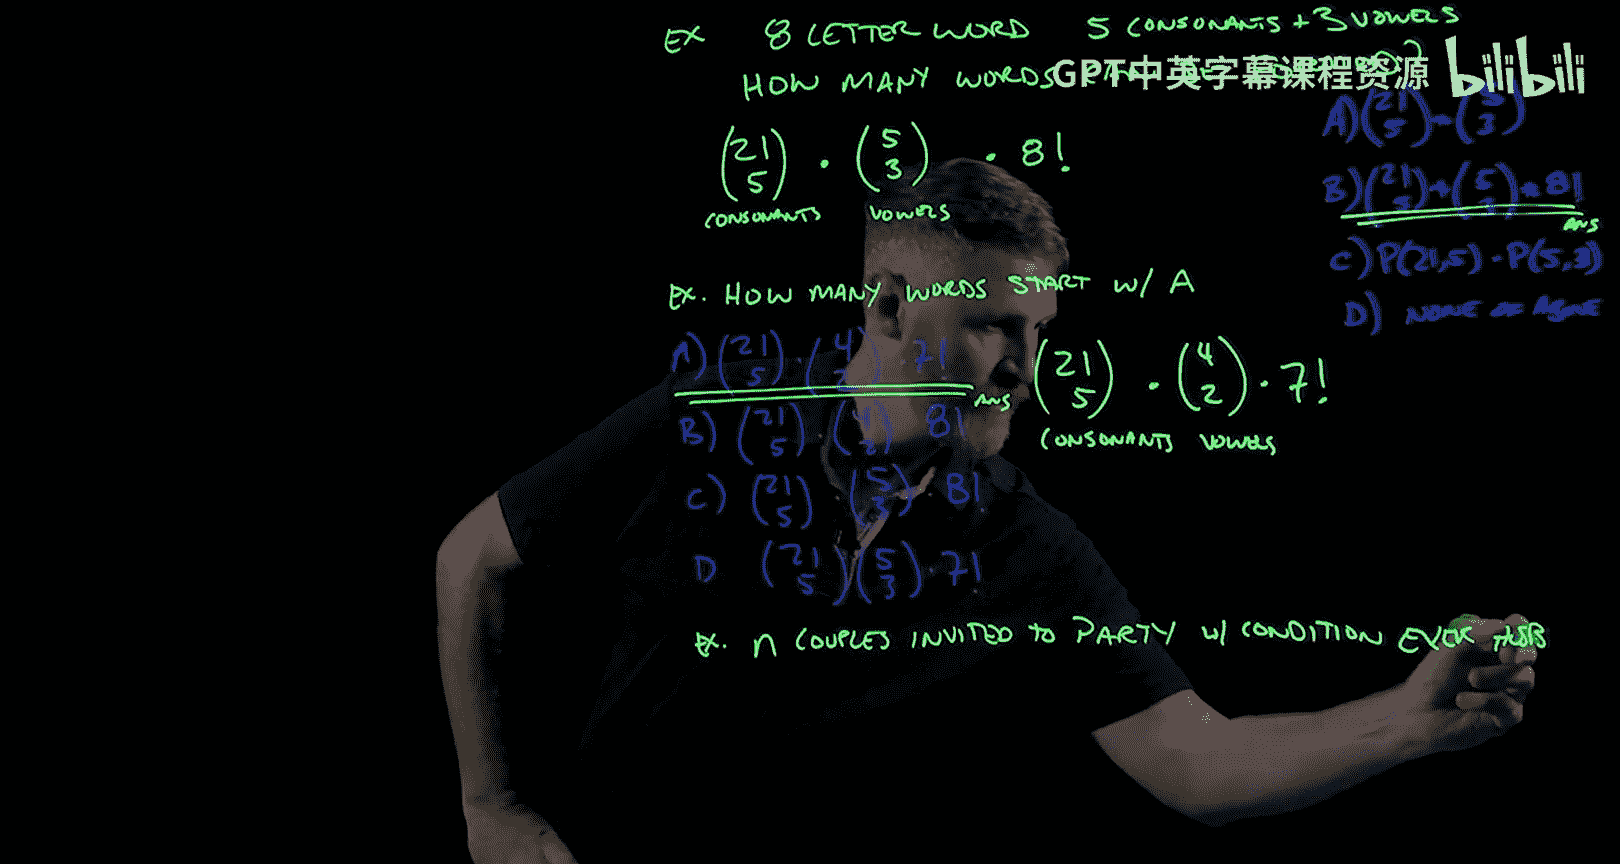 EX 8 LETTER WORD 5 CONSONANTS + 3 VOWELS
HOW MANY WORDS
GPT中英字幕课程资源 bilibili
(21 5) · (5 3) · 8!
CONSONANTS VOWELS
A) (21 5) (5 3)
B) (21 5) (5 3) 8!
ANS
C) P(21,5) · P(5,3)
D) NONE OF
EX. HOW MANY WORDS START W/ A
A) (21 5) · (4 2) 7!
ANS
B) (21 5) · (4 2) 8!
C) (21 5) · (5 3) · 8!
D (21 5) (5 3) · 7!
(21 5) · (4 2) · 7!
CONSONANTS VOWELS
EX. n COUPLES INVITED TO PARTY W/ CONDITION